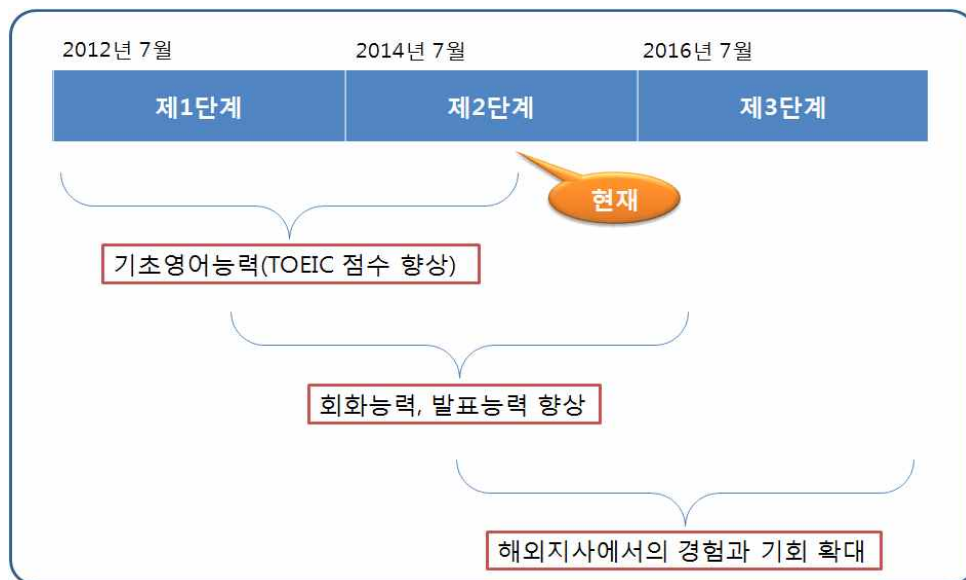 2012년 7월 2014년 7월 2016년 7월
제1단계 제2단계 제3단계
현재
기초영어능력(TOEIC 점수 향상)
회화능력, 발표능력 향상
해외지사에서의 경험과 기회 확대